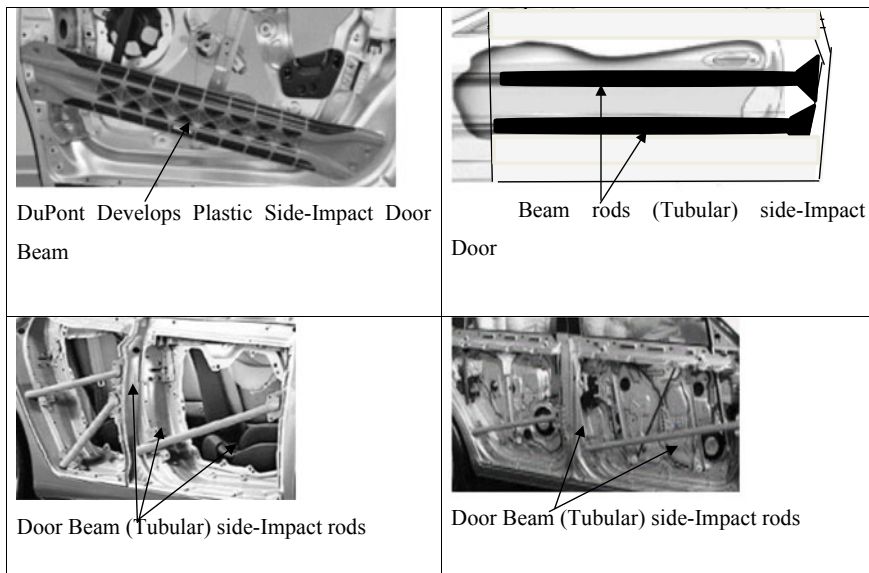 DuPont Develops Plastic Side-Impact Door
Beam
Beam rods (Tubular) side-Impact
Door
Door Beam (Tubular) side-Impact rods
Door Beam (Tubular) side-Impact rods